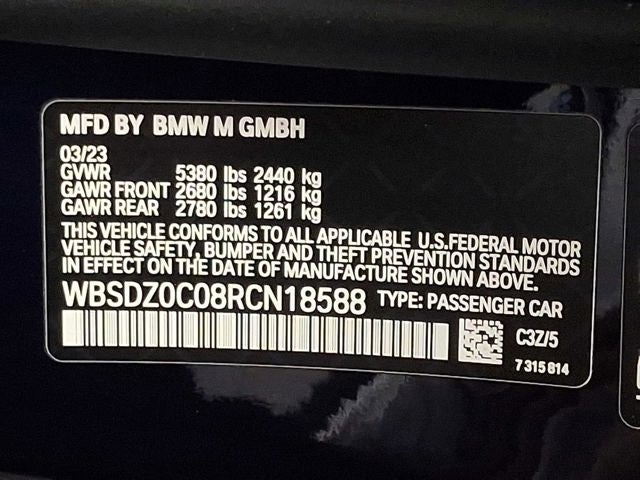 MFD BY BMW M GMBH
03/23
GVWR 5380 lbs 2440 kg
GAWR FRONT 2680 lbs 1216 kg
GAWR REAR 2780 lbs 1261 kg
THIS VEHICLE CONFORMS TO ALL APPLICABLE U.S.FEDERAL MOTOR
VEHICLE SAFETY, BUMPER AND THEFT PREVENTION STANDARDS
IN EFFECT ON THE DATE OF MANUFACTURE SHOWN ABOVE.
WBSDZ0C08RCN18588 TYPE: PASSENGER CAR
C3Z/5
7 315 814